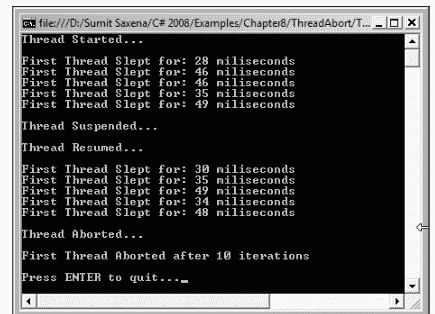 file:///D:/Sumit Saxena/C# 2008/Examples/Chapter8/ThreadAbort/T...
Thread Started...
First Thread Slept for: 28 miliseconds
First Thread Slept for: 46 miliseconds
First Thread Slept for: 46 miliseconds
First Thread Slept for: 35 miliseconds
First Thread Slept for: 49 miliseconds
Thread Suspended...
Thread Resumed...
First Thread Slept for: 30 miliseconds
First Thread Slept for: 35 miliseconds
First Thread Slept for: 49 miliseconds
First Thread Slept for: 34 miliseconds
First Thread Slept for: 48 miliseconds
Thread Aborted...
First Thread Aborted after 10 iterations
Press ENTER to quit..._